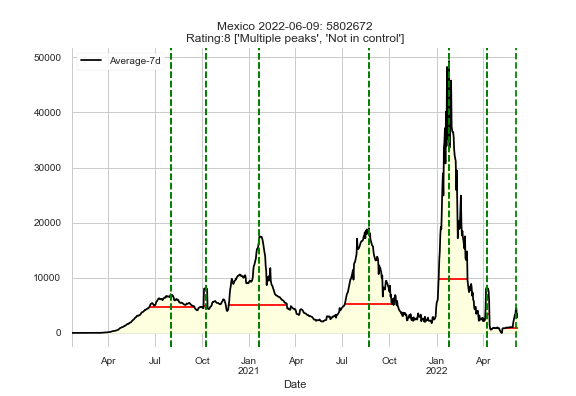 Mexico 2022-06-09: 5802672
Rating:8 ['Multiple peaks', 'Not in control']
Average-7d
50000
40000
30000
20000
10000
0
Apr Jul Oct Jan Apr Jul Oct Jan Apr
2021 2022
Date